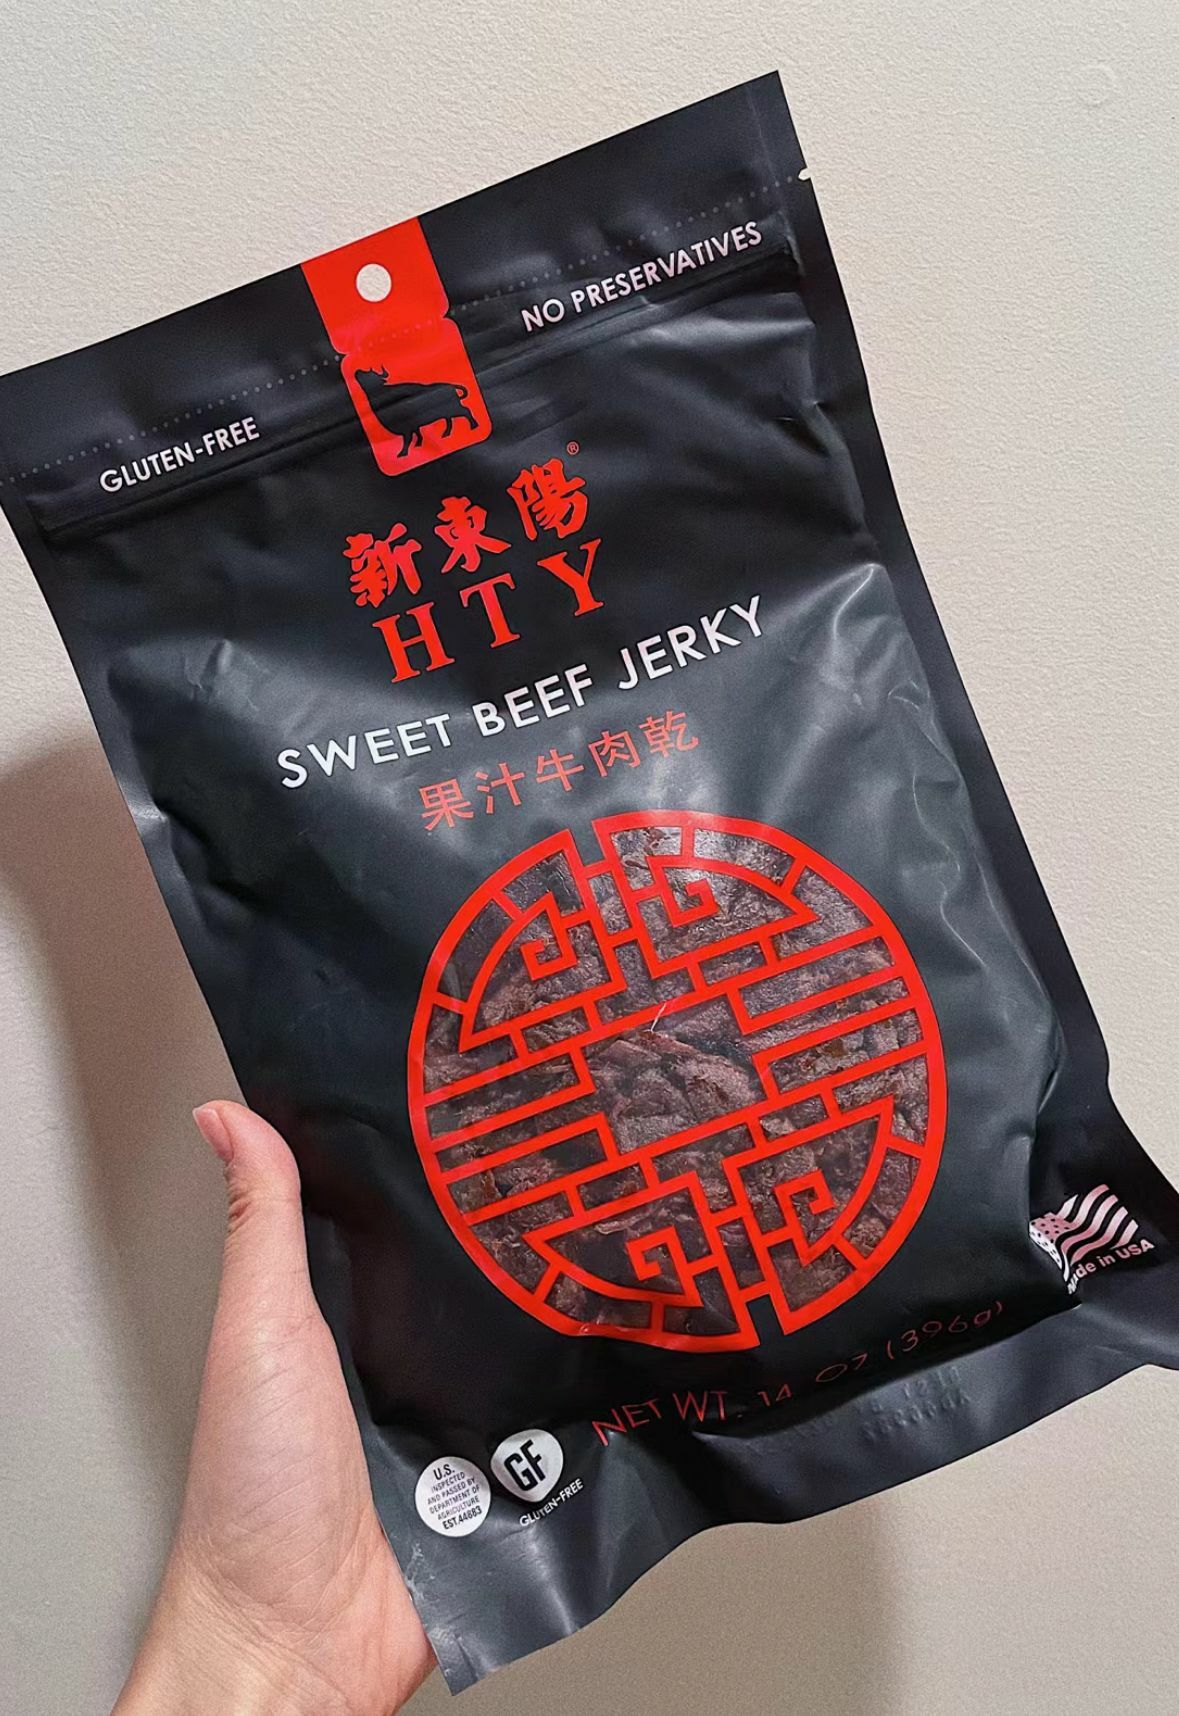 GLUTEN-FREE
NO PRESERVATIVES
新東陽®
HTY
SWEET BEEF JERKY
果汁牛肉乾
Made in USA
NET WT. 14 OZ (396g)
U.S.
INSPECTED
AND PASSED BY
DEPARTMENT OF
AGRICULTURE
EST.44883
GF
GLUTEN-FREE